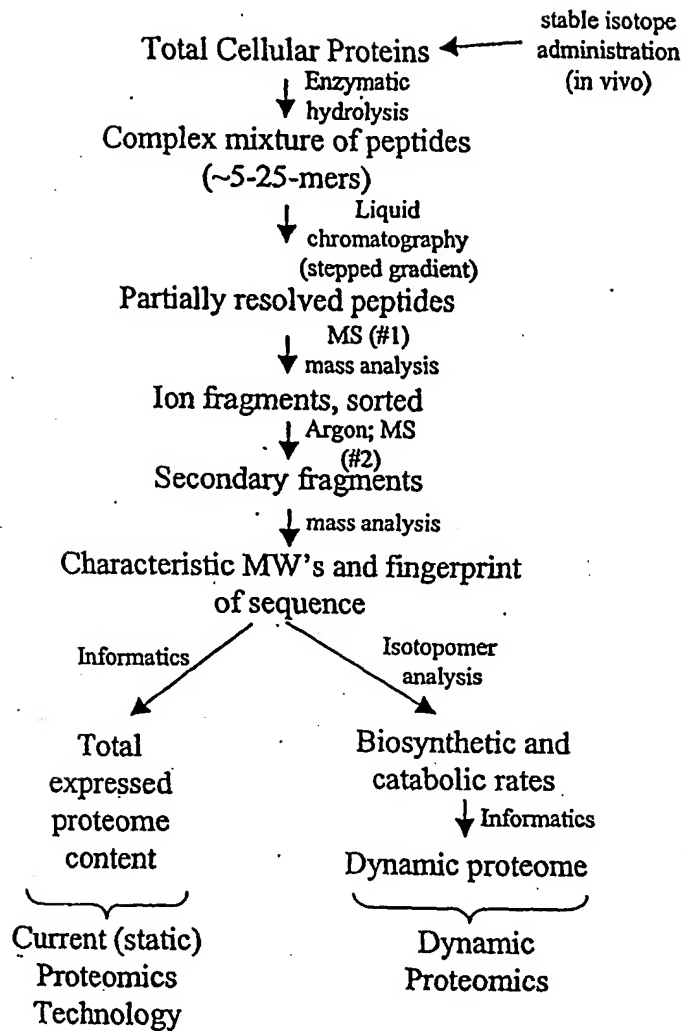 stable isotope
administration
(in vivo)
Total Cellular Proteins
Enzymatic
hydrolysis
Complex mixture of peptides
(~5-25-mers)
Liquid
chromatography
(stepped gradient)
Partially resolved peptides
MS (#1)
mass analysis
Ion fragments, sorted
Argon; MS
(#2)
Secondary fragments
mass analysis
Characteristic MW's and fingerprint
of sequence
Informatics
Isotopomer
analysis
Total
expressed
proteome
content
Biosynthetic and
catabolic rates
Informatics
Dynamic proteome
Current (static)
Proteomics
Technology
Dynamic
Proteomics